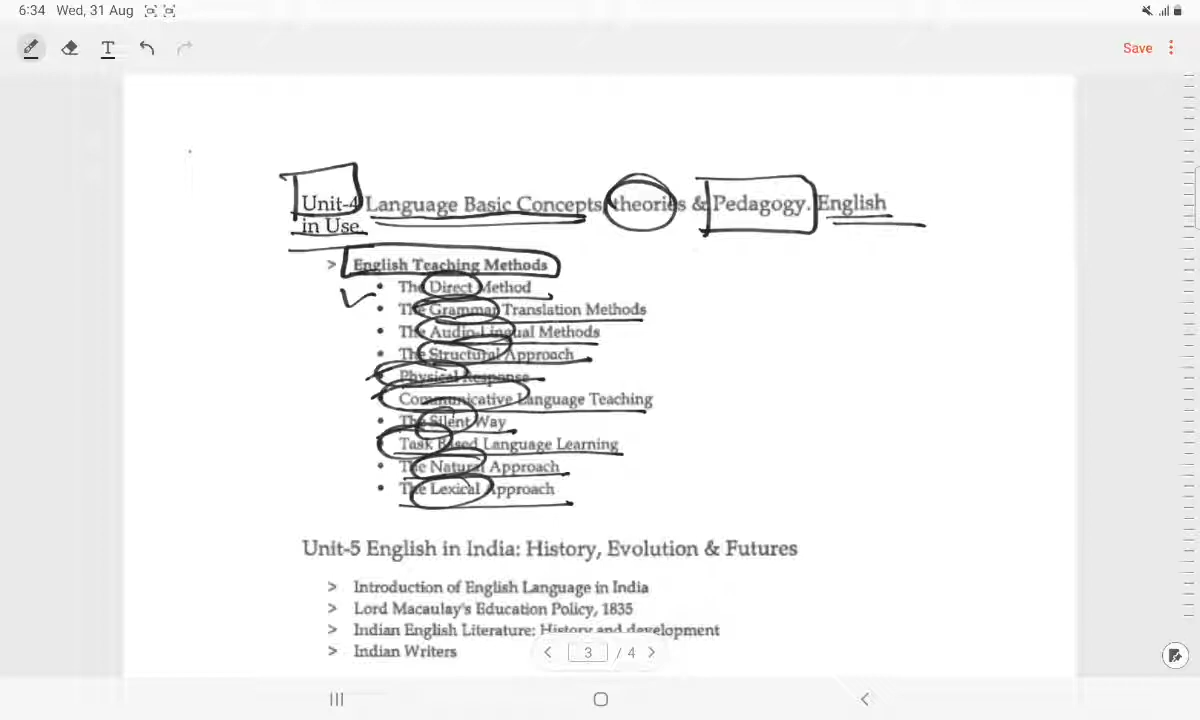 6:34 Wed, 31 Aug
T
Save
Unit-4 Language Basic Concepts, theories & Pedagogy. English
in Use
> English Teaching Methods
• The Direct Method
• The Grammar Translation Methods
• The Audio-Lingual Methods
• The Structural Approach
• Physical Response
• Communicative Language Teaching
• The Silent Way
• Task Based Language Learning
• The Natural Approach
• The Lexical Approach
Unit-5 English in India: History, Evolution & Futures
> Introduction of English Language in India
> Lord Macaulay's Education Policy, 1835
> Indian English Literature: History and development
> Indian Writers
< 3 / 4 >